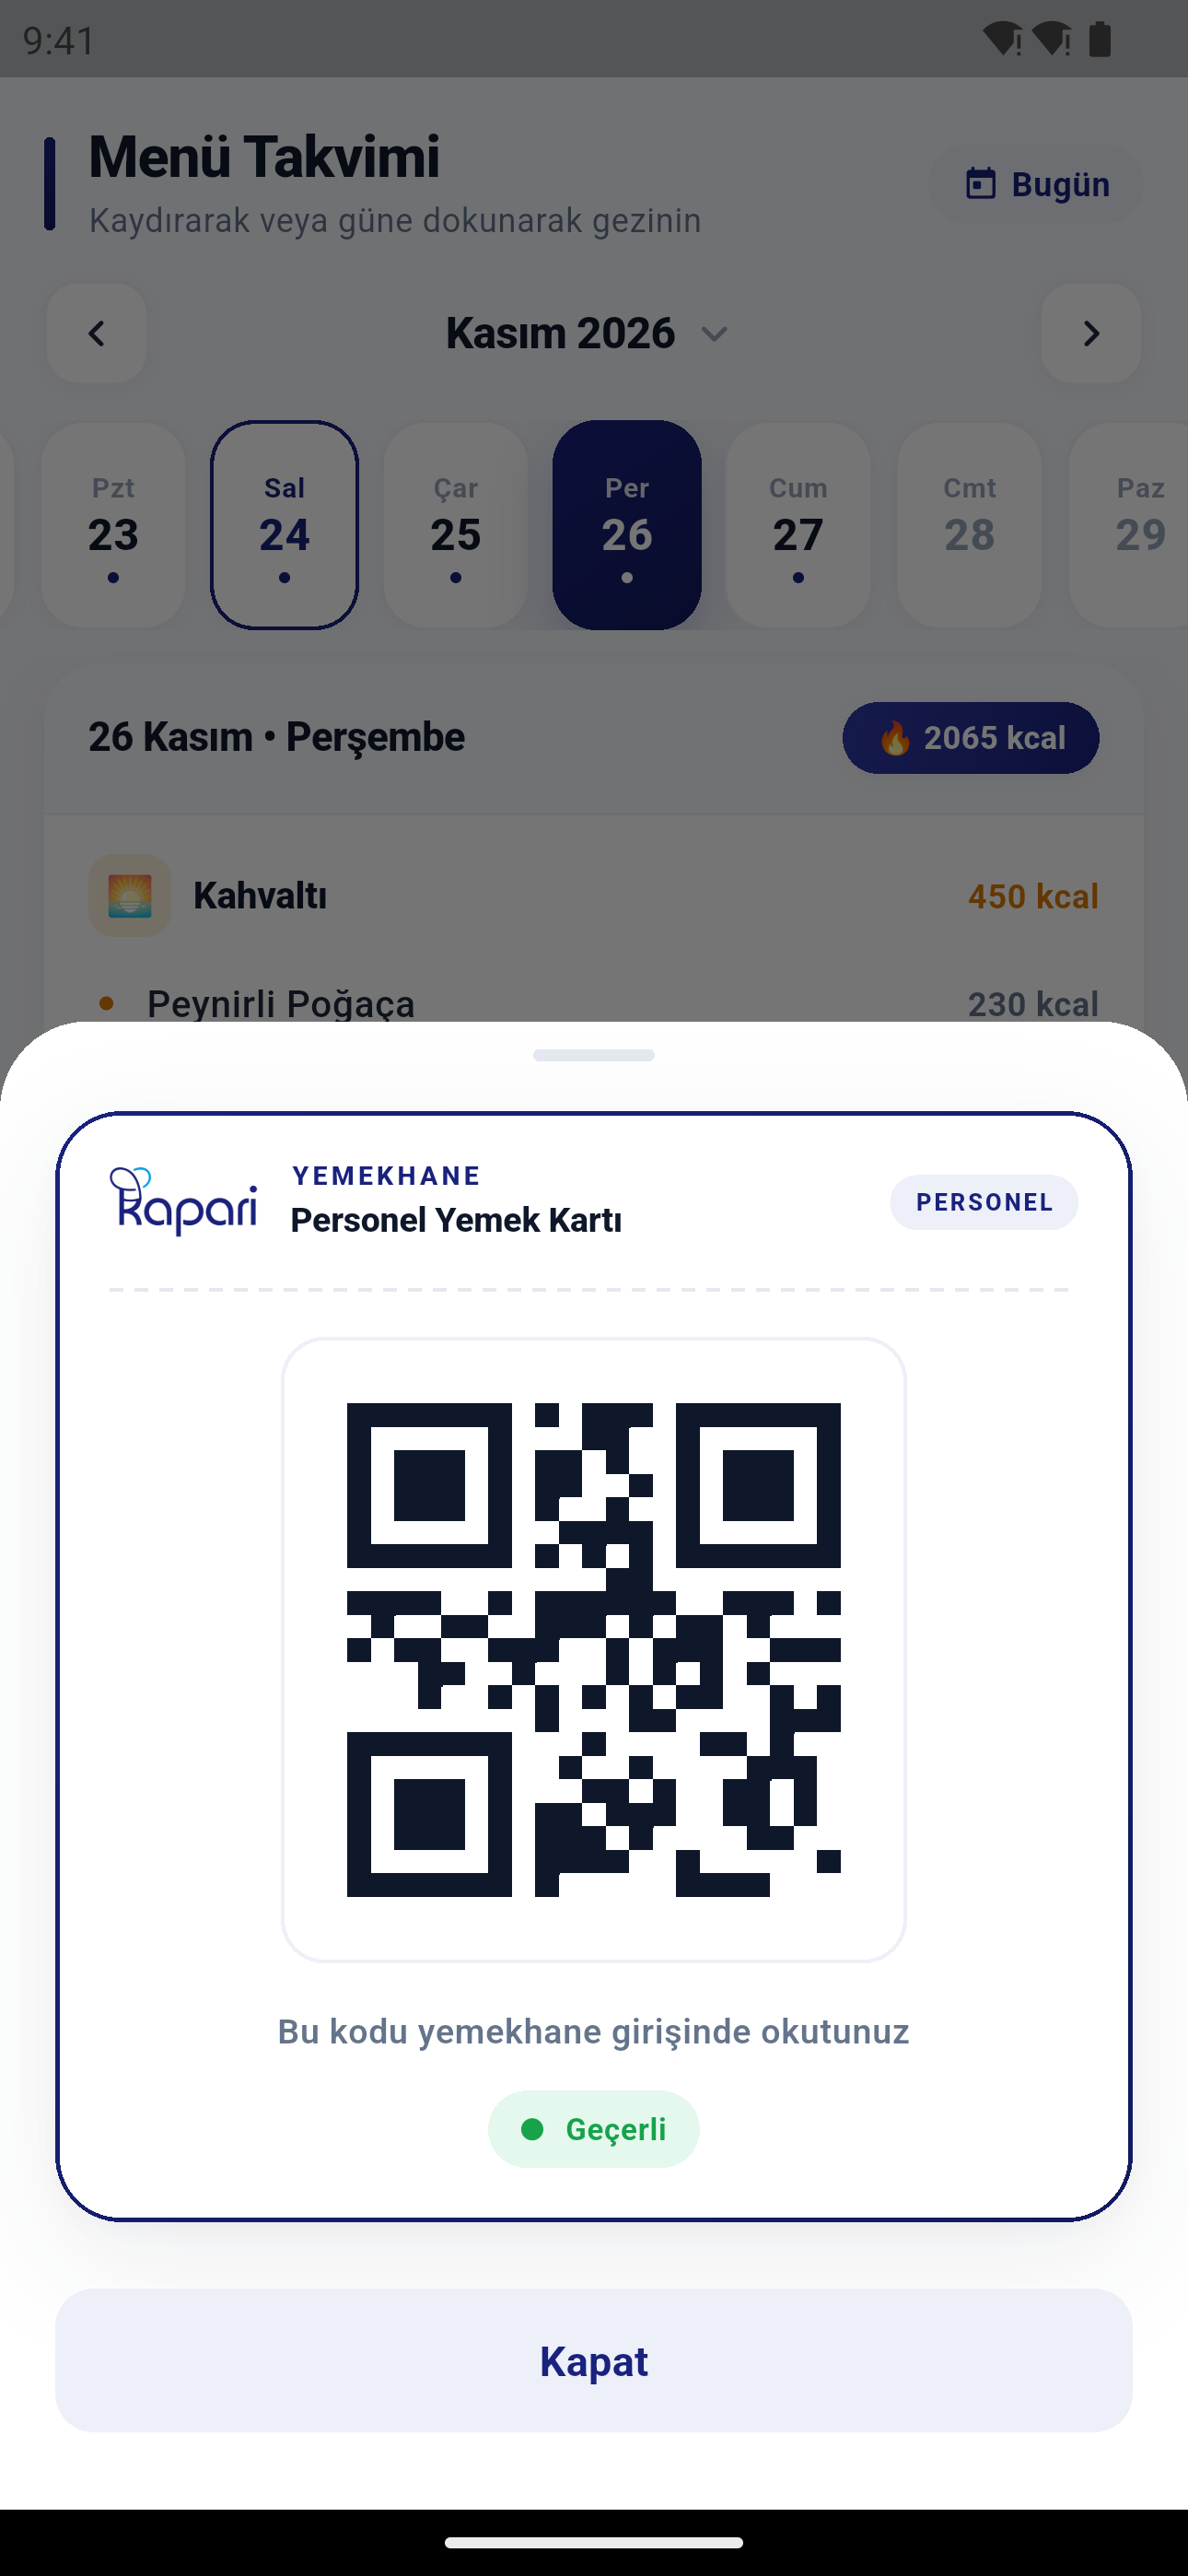 9:41
Menü Takvimi
Kaydırarak veya güne dokunarak gezinin
Bugün
Kasım 2026
Pzt Sal Çar Per Cum Cmt Paz
23 24 25 26 27 28 29
26 Kasım • Perşembe
🔥 2065 kcal
Kahvaltı
450 kcal
Peynirli Poğaça
230 kcal
Kapari
YEMEKHANE
Personel Yemek Kartı
PERSONEL
Bu kodu yemekhane girişinde okutunuz
Geçerli
Kapat